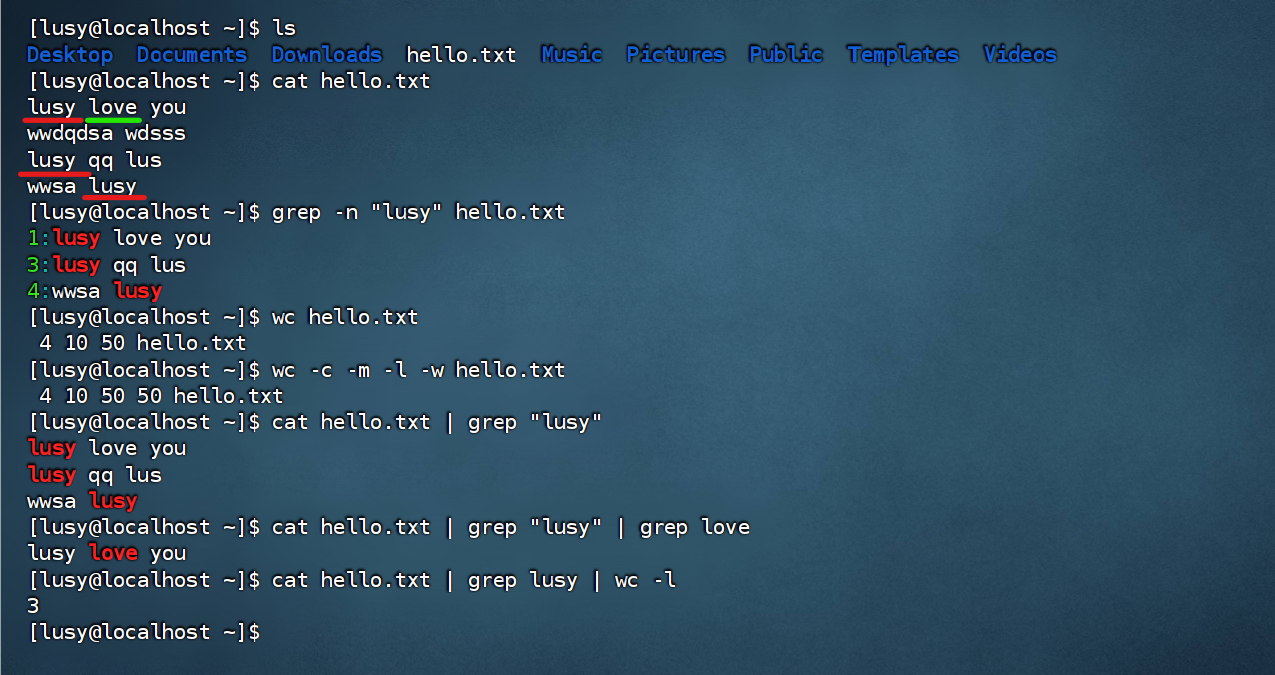 [lusy@localhost ~]$ ls
Desktop  Documents  Downloads  hello.txt  Music  Pictures  Public  Templates  Videos
[lusy@localhost ~]$ cat hello.txt
lusy love you
wwdqdsa wdsss
lusy qq lus
wwsa lusy
[lusy@localhost ~]$ grep -n "lusy" hello.txt
1:lusy love you
3:lusy qq lus
4:wwsa lusy
[lusy@localhost ~]$ wc hello.txt
 4 10 50 hello.txt
[lusy@localhost ~]$ wc -c -m -l -w hello.txt
 4 10 50 50 hello.txt
[lusy@localhost ~]$ cat hello.txt | grep "lusy"
lusy love you
lusy qq lus
wwsa lusy
[lusy@localhost ~]$ cat hello.txt | grep "lusy" | grep love
lusy love you
[lusy@localhost ~]$ cat hello.txt | grep lusy | wc -l
3
[lusy@localhost ~]$